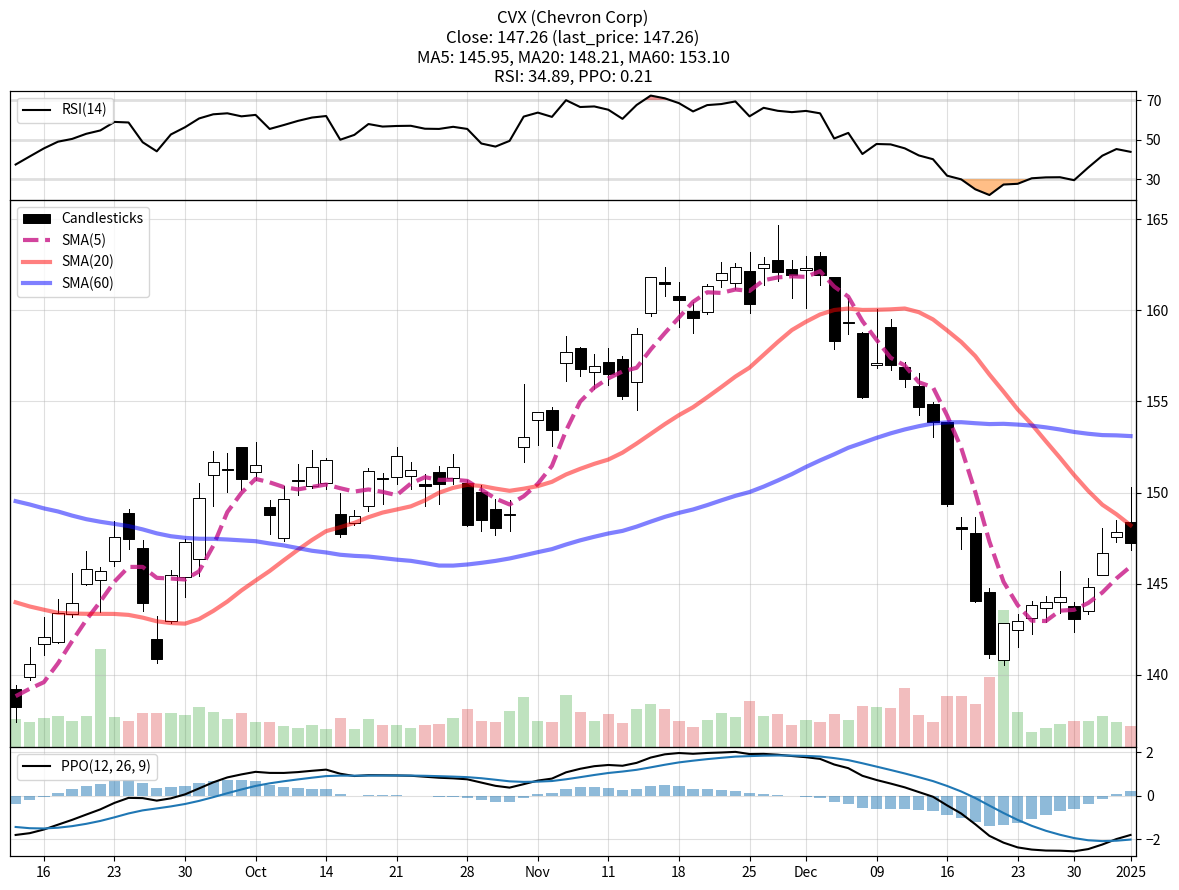 CVX (Chevron Corp)
Close: 147.26 (last_price: 147.26)
MA5: 145.95, MA20: 148.21, MA60: 153.10
RSI: 34.89, PPO: 0.21
RSI(14)
70
50
30
Candlesticks
SMA(5)
SMA(20)
SMA(60)
165
160
155
150
145
140
PPO(12, 26, 9)
2
0
−2
16 23 30 Oct 14 21 28 Nov 11 18 25 Dec 09 16 23 30 2025